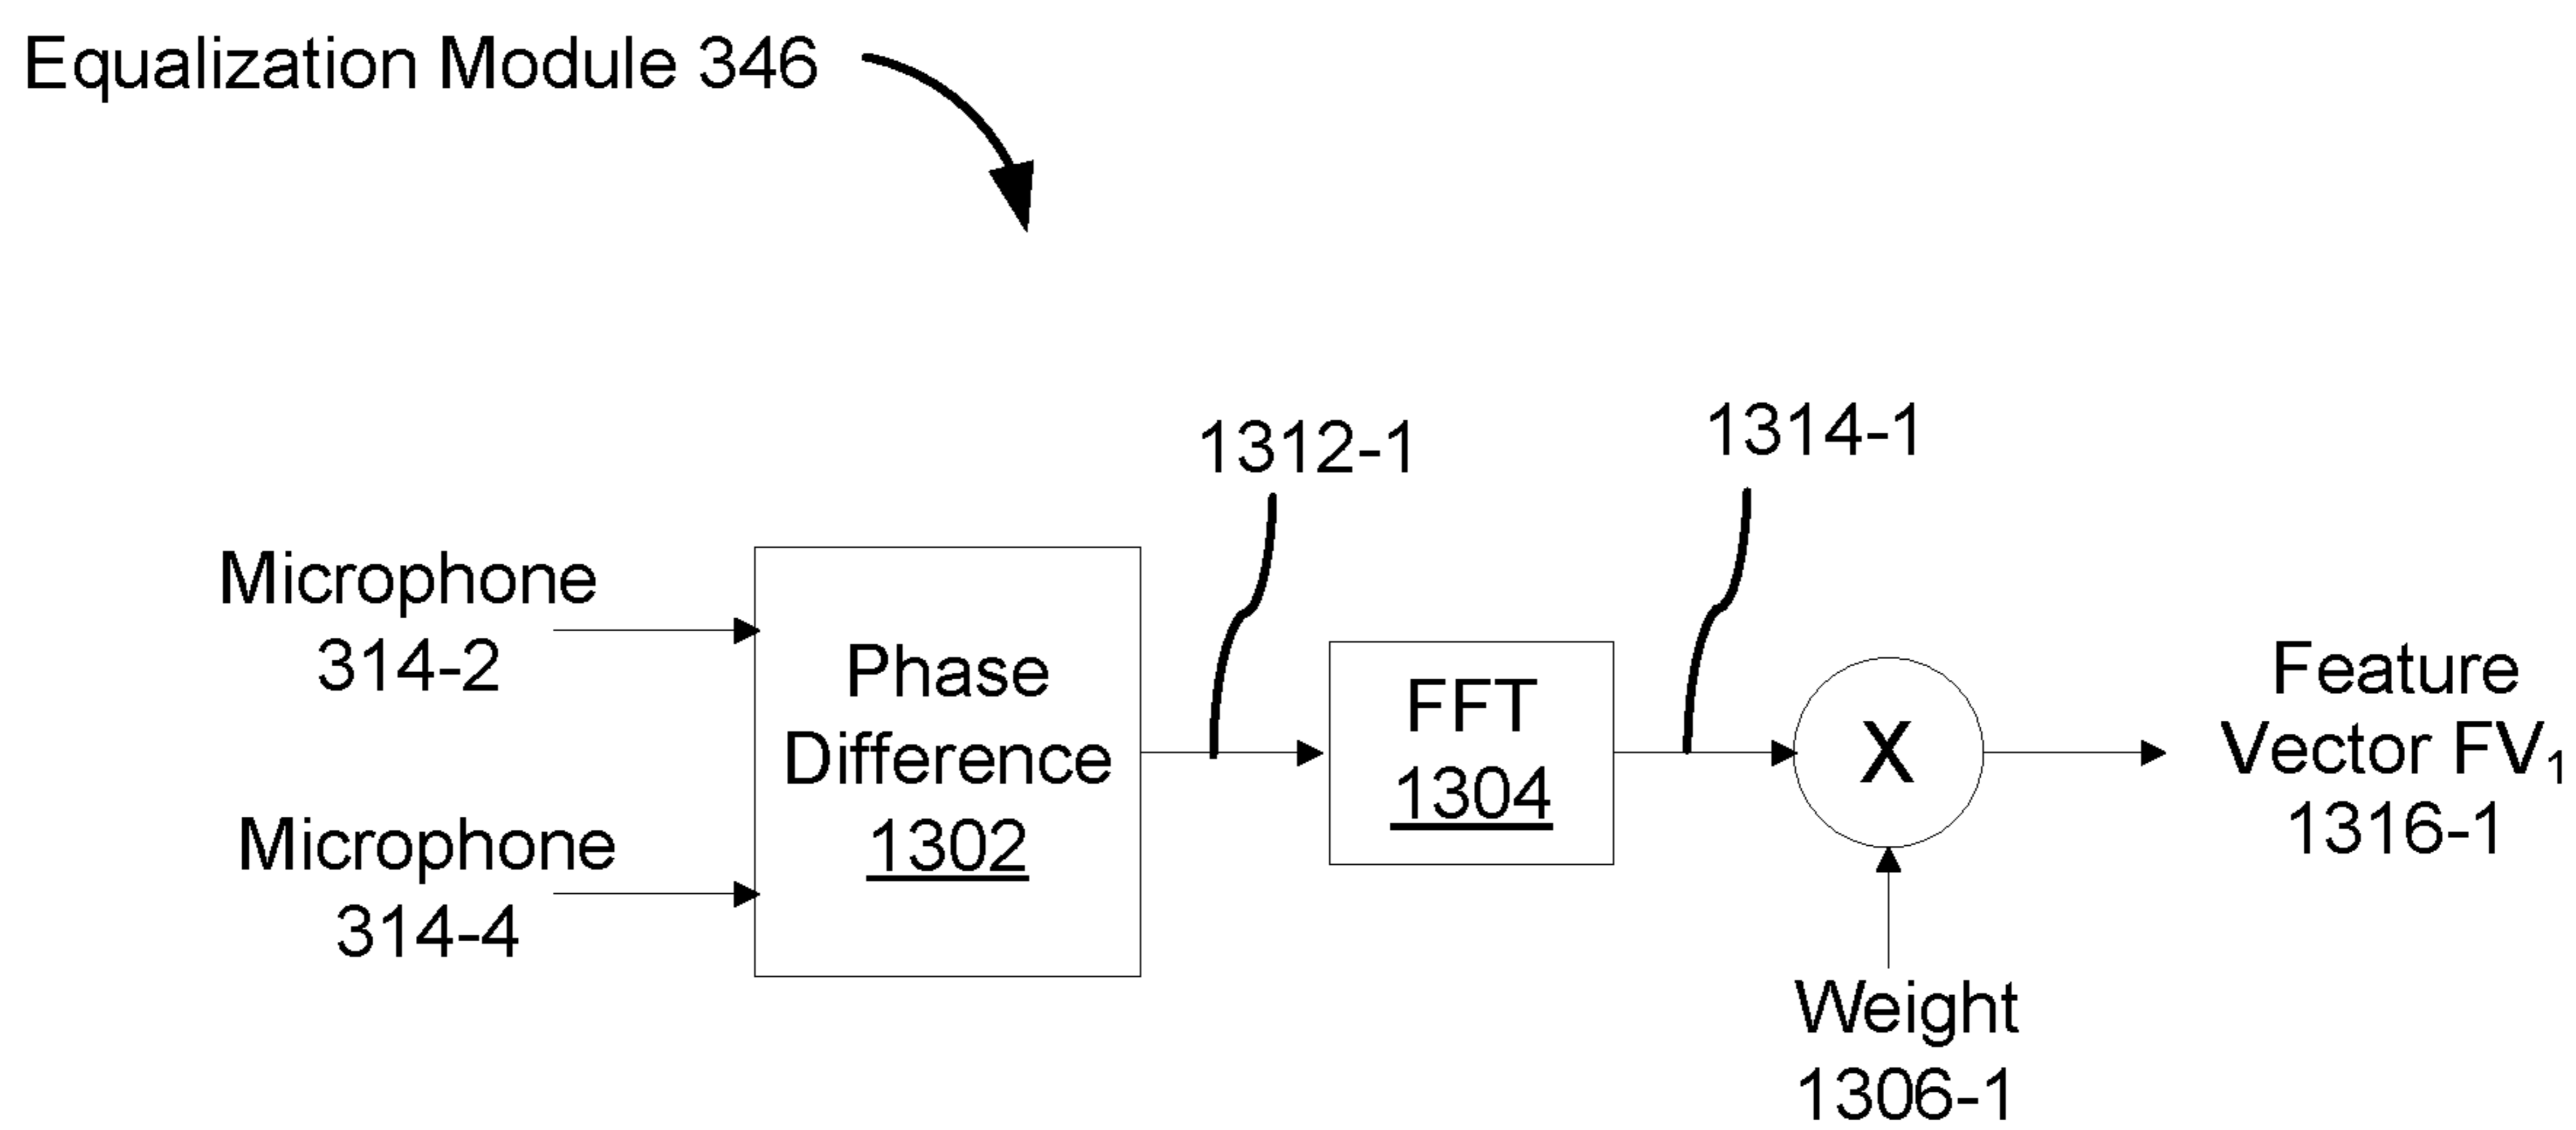 Equalization Module 346
1312-1
1314-1
Microphone
314-2
Microphone
314-4
Phase
Difference
1302
FFT
1304
X
Weight
1306-1
Feature
Vector FV₁
1316-1